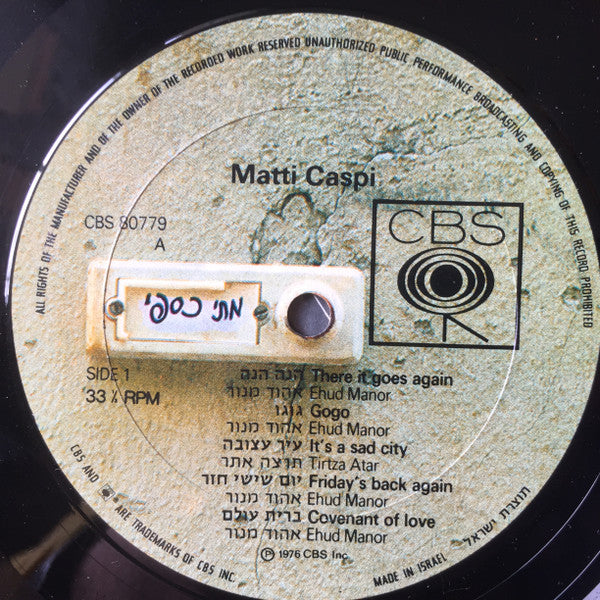 ALL RIGHTS OF THE MANUFACTURER AND OF THE OWNER OF THE RECORDED WORK RESERVED UNAUTHORIZED PUBLIC PERFORMANCE BROADCASTING AND COPYING OF THIS RECORD PROHIBITED
Matti Caspi
CBS 80779
A
CBS
מתי כספי
SIDE 1
33 ⅓ RPM
הנה הנה There it goes again
אהוד מנור Ehud Manor
גוגו Gogo
אהוד מנור Ehud Manor
עיר עצובה It's a sad city
תרצה אתר Tirtza Atar
יום שישי חזר Friday's back again
אהוד מנור Ehud Manor
ברית עולם Covenant of love
אהוד מנור Ehud Manor
℗ 1976 CBS Inc.
CBS AND ARE TRADEMARKS OF CBS INC.
MADE IN ISRAEL - תוצרת ישראל